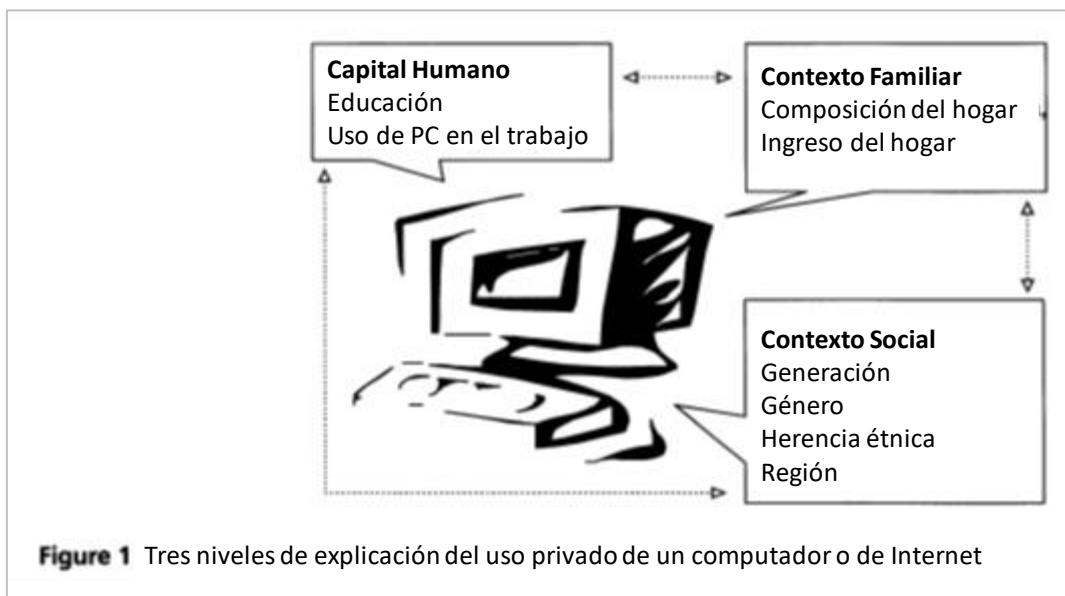 Capital Humano
Educación
Uso de PC en el trabajo
Contexto Familiar
Composición del hogar
Ingreso del hogar
Contexto Social
Generación
Género
Herencia étnica
Región
Figure 1 Tres niveles de explicación del uso privado de un computador o de Internet